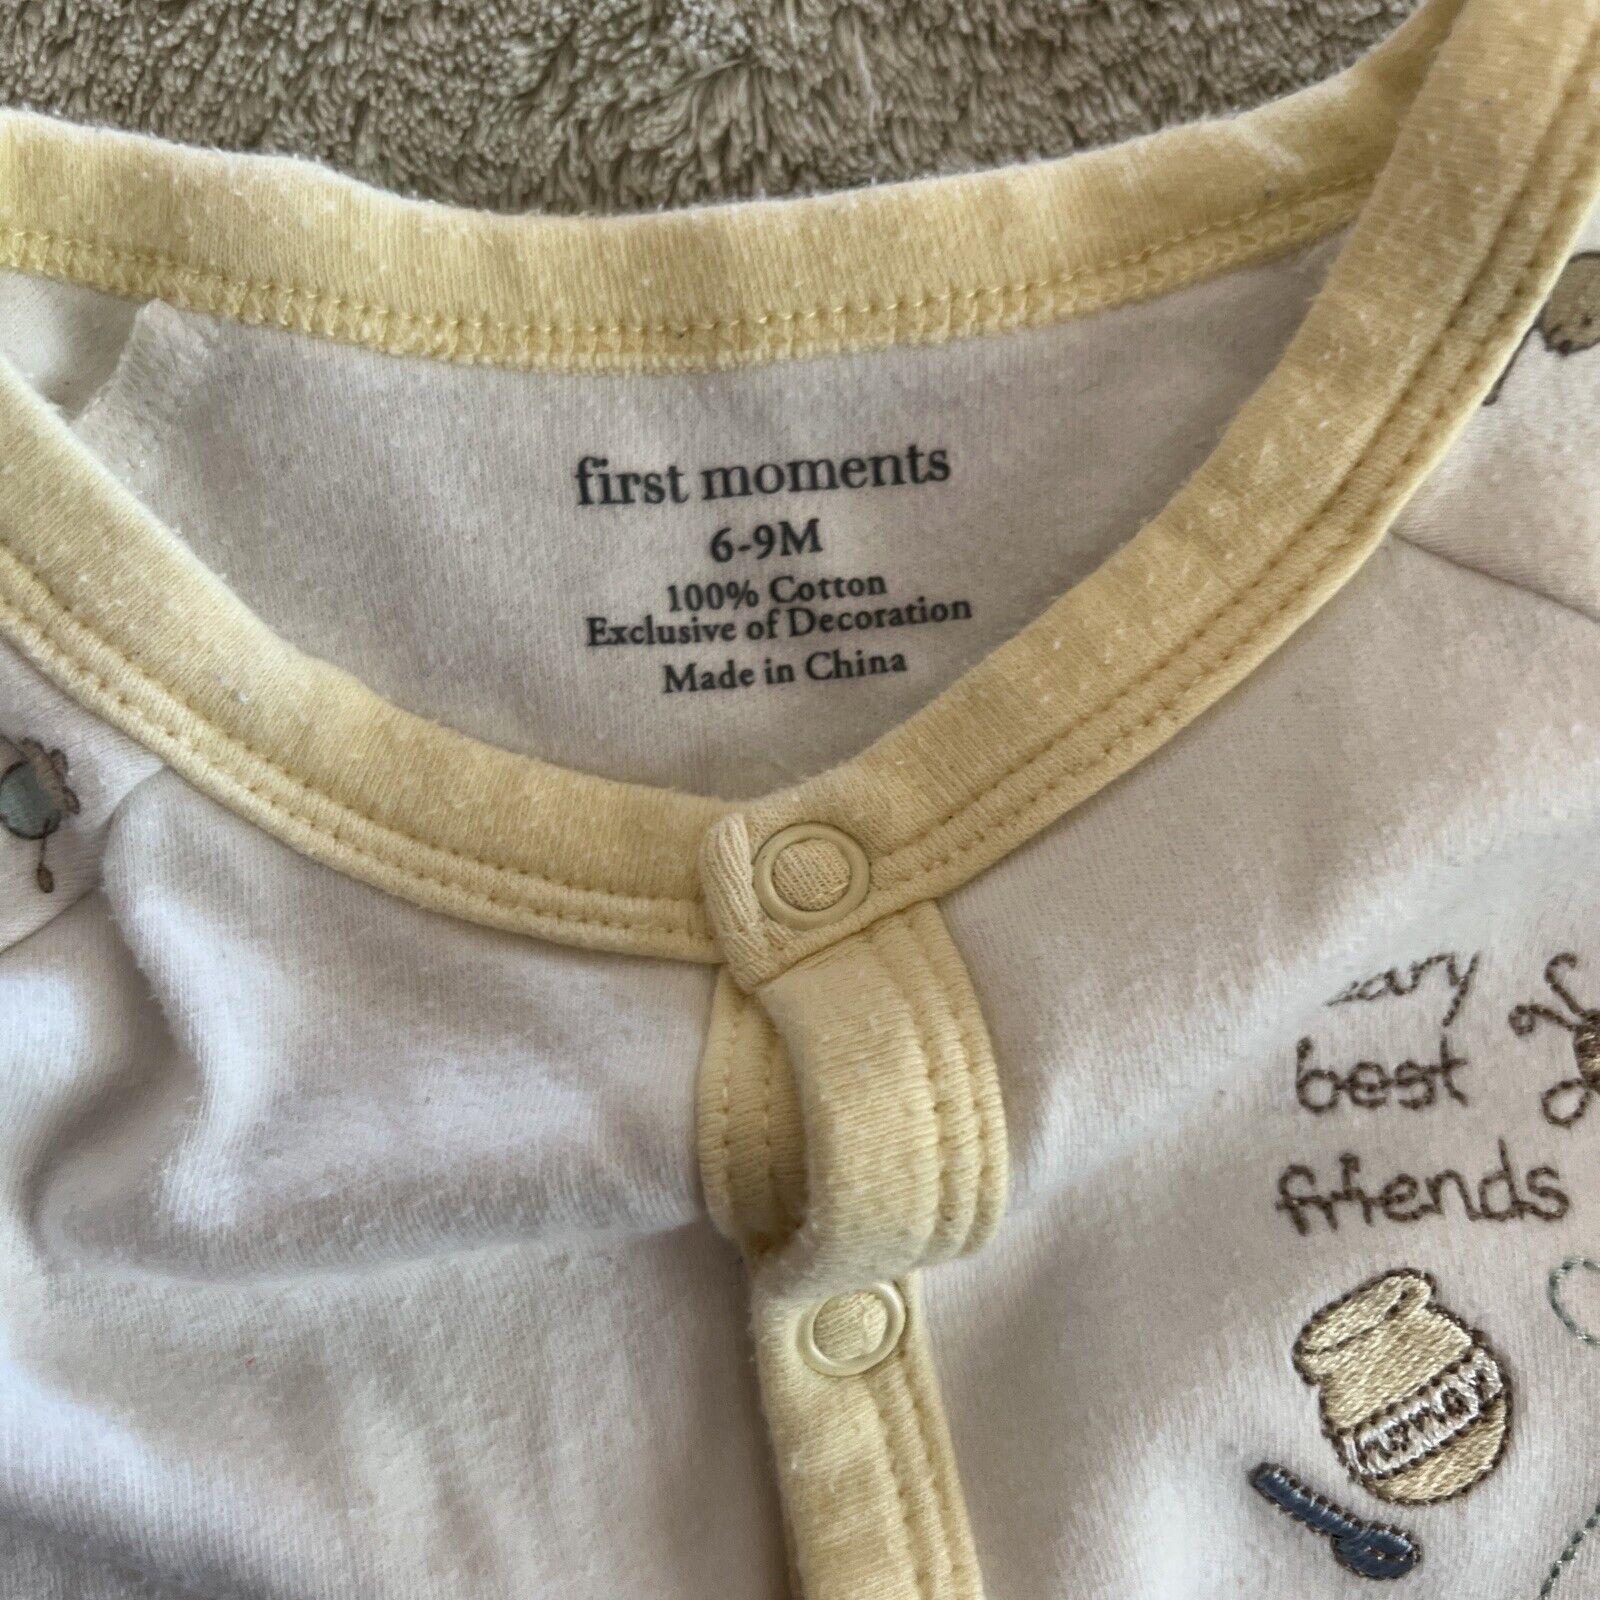 first moments
6-9M
100% Cotton
Exclusive of Decoration
Made in China
best
friends